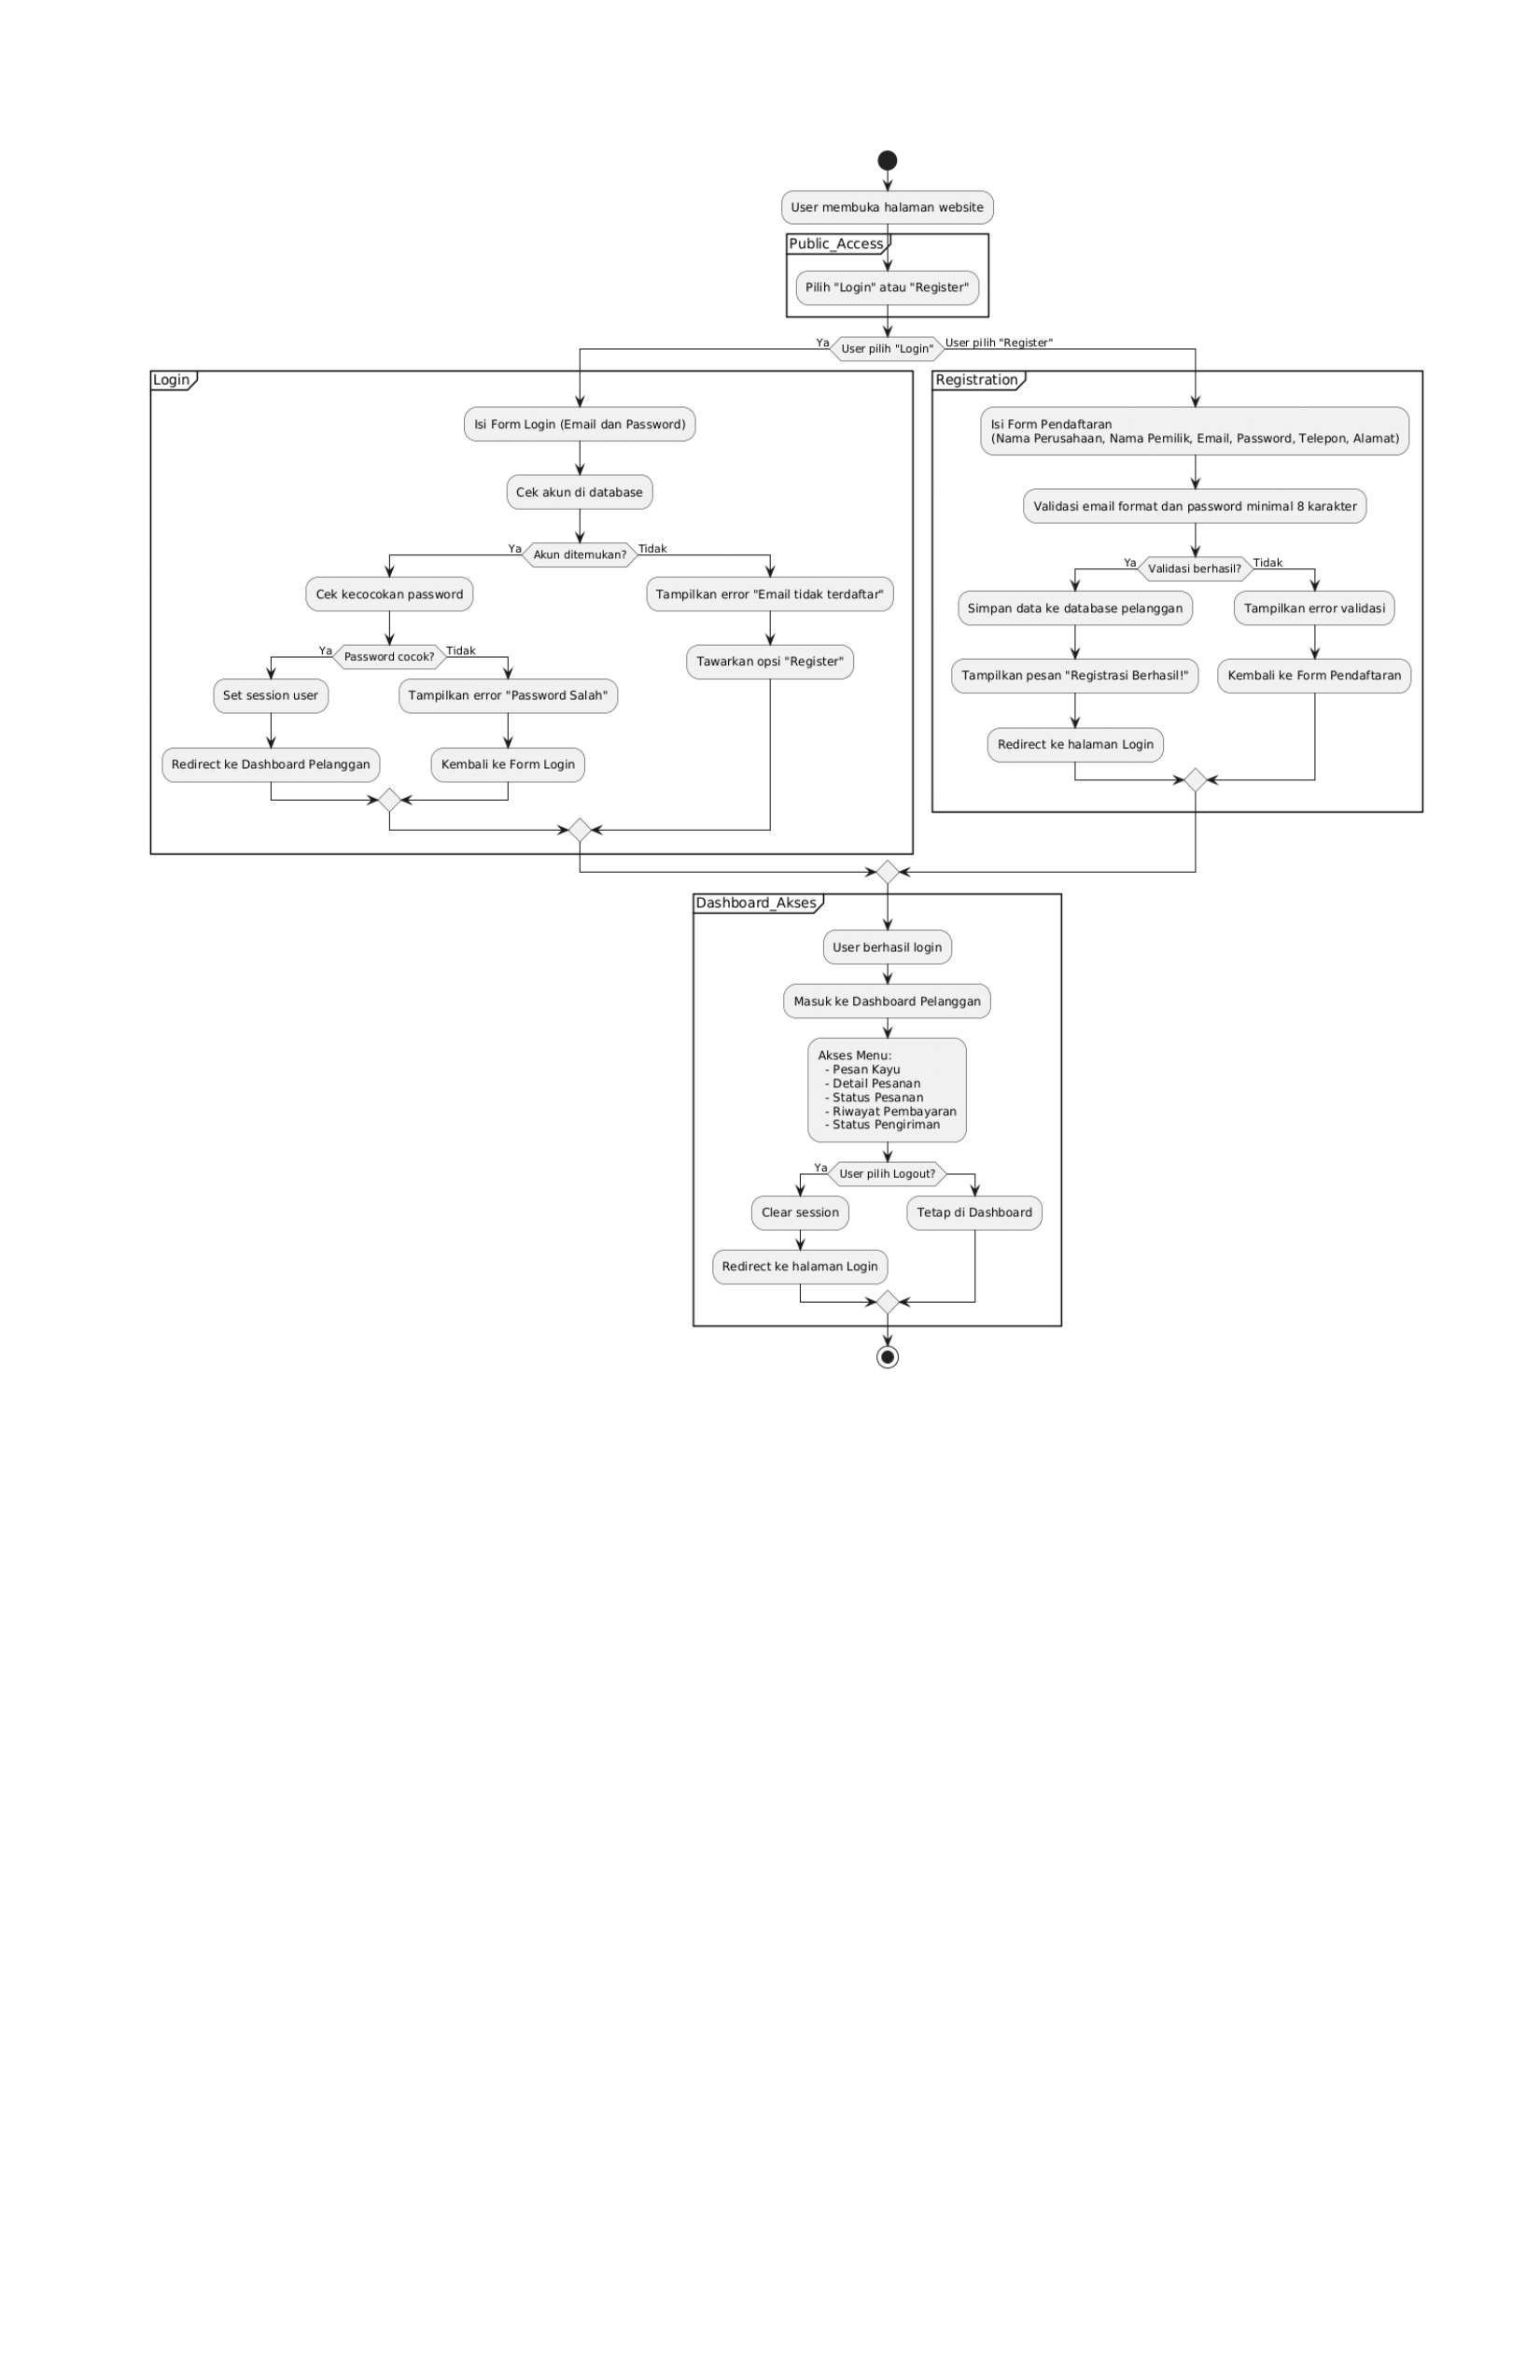 User membuka halaman website
Public_Access
Pilih "Login" atau "Register"
Ya
User pilih "Login"
User pilih "Register"
Login
Isi Form Login (Email dan Password)
Cek akun di database
Ya
Akun ditemukan?
Tidak
Cek kecocokan password
Tampilkan error "Email tidak terdaftar"
Ya
Password cocok?
Tidak
Tawarkan opsi "Register"
Set session user
Tampilkan error "Password Salah"
Redirect ke Dashboard Pelanggan
Kembali ke Form Login
Registration
Isi Form Pendaftaran
(Nama Perusahaan, Nama Pemilik, Email, Password, Telepon, Alamat)
Validasi email format dan password minimal 8 karakter
Ya
Validasi berhasil?
Tidak
Simpan data ke database pelanggan
Tampilkan error validasi
Tampilkan pesan "Registrasi Berhasil!"
Kembali ke Form Pendaftaran
Redirect ke halaman Login
Dashboard_Akses
User berhasil login
Masuk ke Dashboard Pelanggan
Akses Menu:
- Pesan Kayu
- Detail Pesanan
- Status Pesanan
- Riwayat Pembayaran
- Status Pengiriman
Ya
User pilih Logout?
Clear session
Tetap di Dashboard
Redirect ke halaman Login